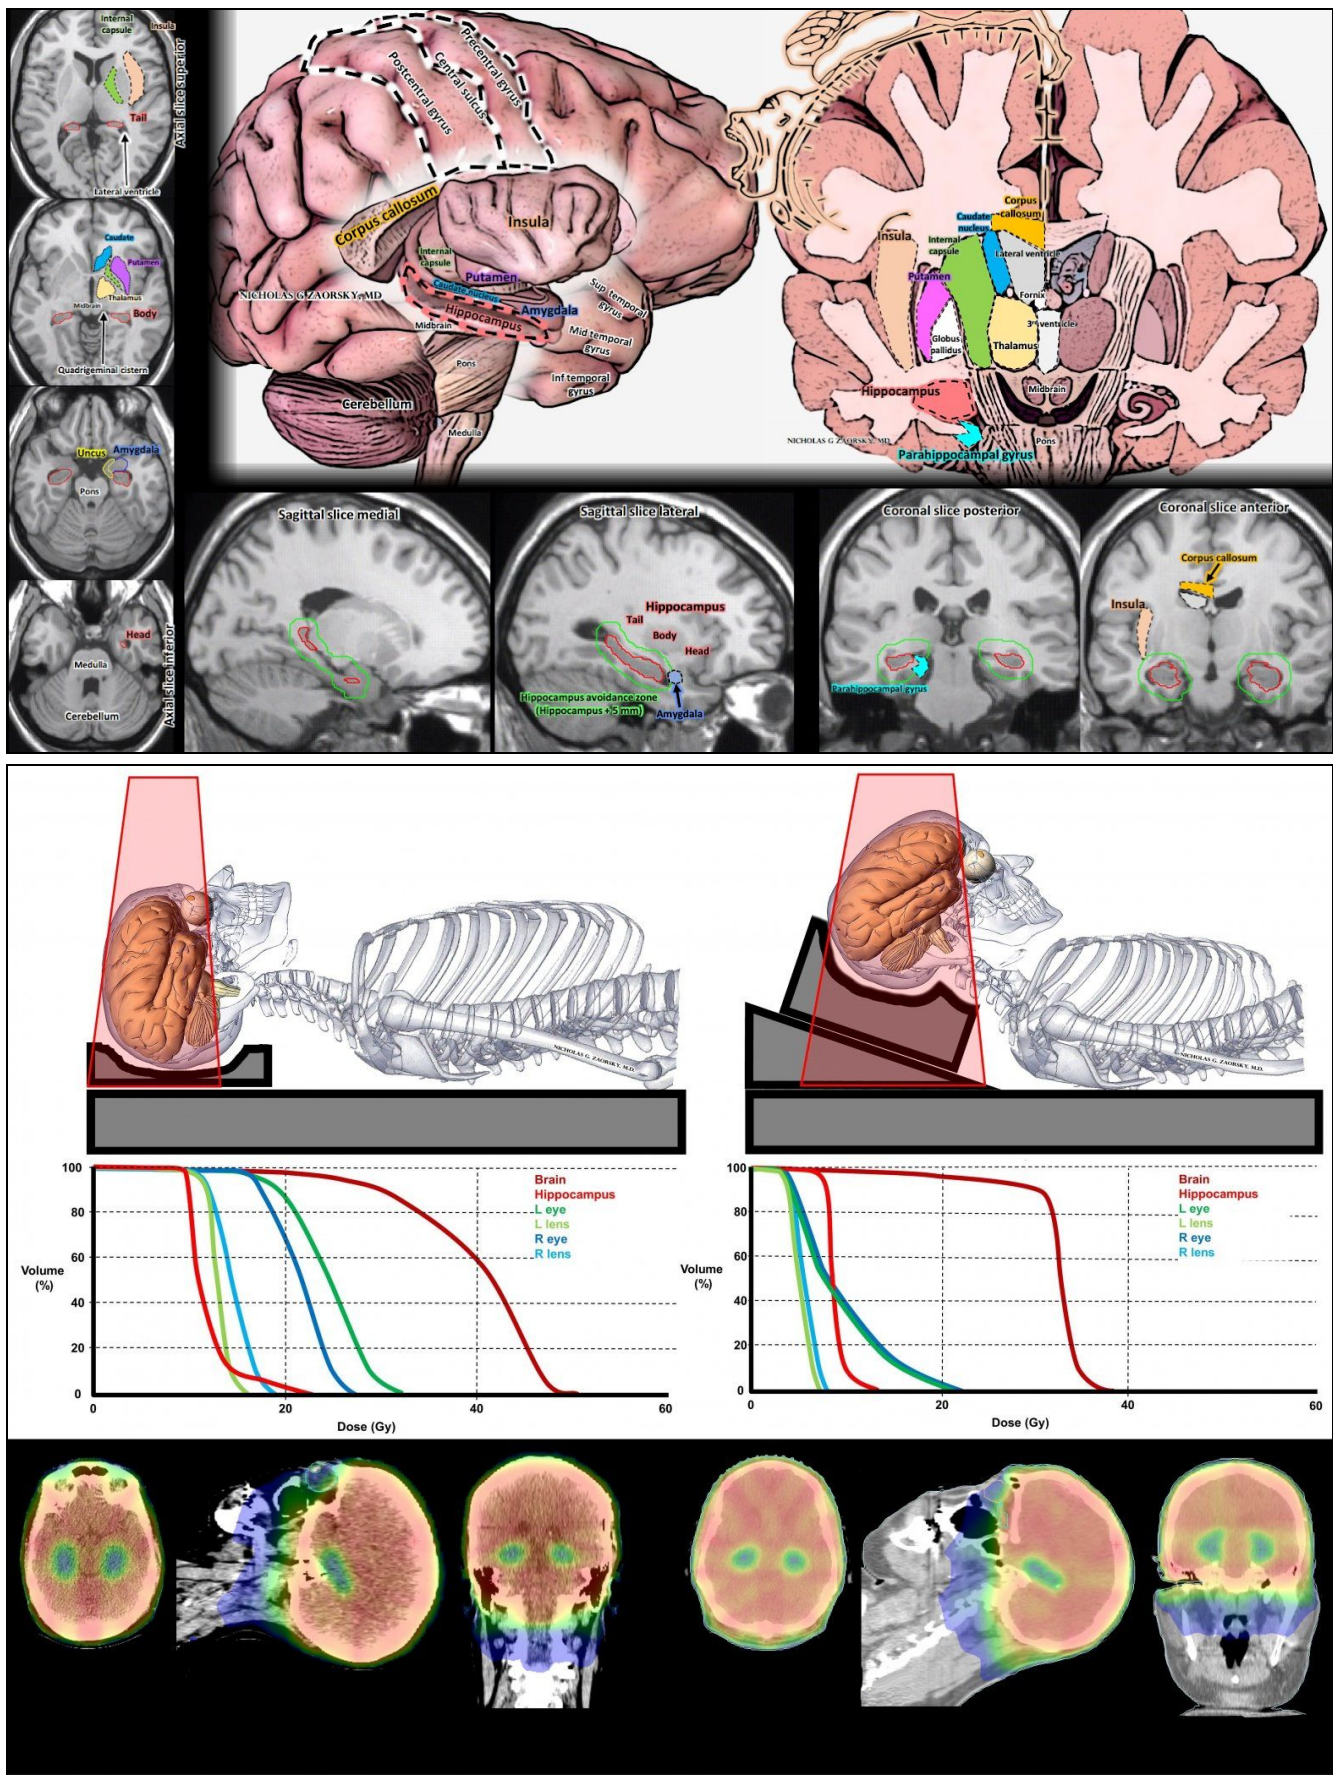 Internal
capsule
Insula
Axial slice superior
Tail
Lateral ventricle
Caudate
Putamen
Thalamus
Midbrain
Body
Quadrigeminal cistern
Uncus
Amygdala
Pons
Head
Medulla
Cerebellum
Axial slice inferior
Precentral gyrus
Central sulcus
Postcentral gyrus
Corpus callosum
Insula
Internal
capsule
Putamen
Caudate nucleus
Hippocampus
Amygdala
NICHOLAS G ZAORSKY, MD
Midbrain
Pons
Sup temporal
gyrus
Mid temporal
gyrus
Inf temporal
gyrus
Cerebellum
Medulla
Corpus
callosum
Caudate
nucleus
Insula
Internal
capsule
Lateral ventricle
Putamen
Fornix
3rd ventricle
Globus
pallidus
Thalamus
Hippocampus
Midbrain
NICHOLAS G ZAORSKY, MD
Pons
Parahippocampal gyrus
Sagittal slice medial
Sagittal slice lateral
Hippocampus
Tail
Body
Head
Hippocampus avoidance zone
(Hippocampus + 5 mm)
Amygdala
Coronal slice posterior
Parahippocampal gyrus
Coronal slice anterior
Corpus callosum
Insula
NICHOLAS G. ZAORSKY, M.D.
NICHOLAS G. ZAORSKY, M.D.
100
80
60
40
20
0
Volume
(%)
Brain
Hippocampus
L eye
L lens
R eye
R lens
0 20 40 60
Dose (Gy)
100
80
60
40
20
0
Volume
(%)
Brain
Hippocampus
L eye
L lens
R eye
R lens
0 20 40 60
Dose (Gy)